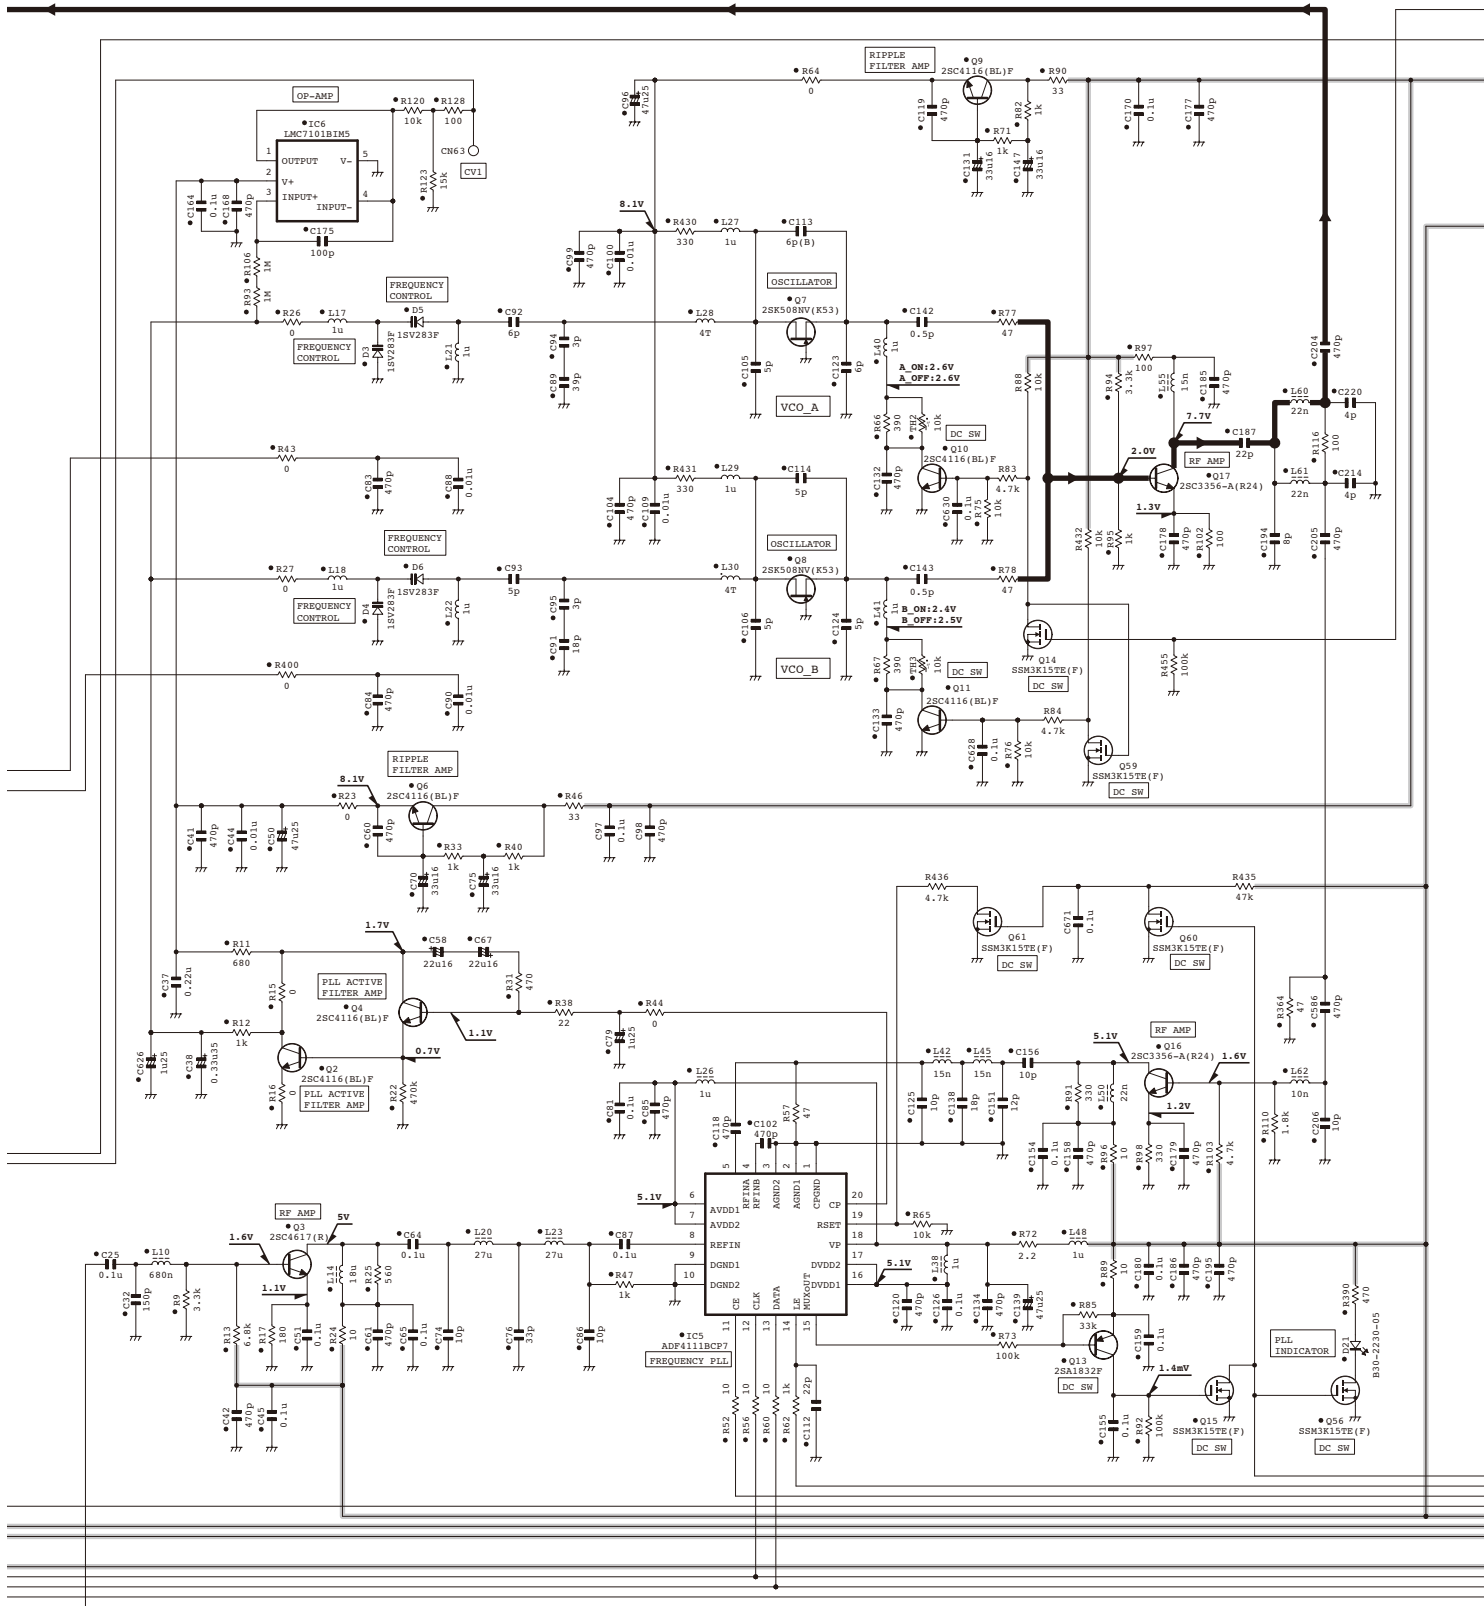 RIPPLE
FILTER AMP
Q9
2SC4116(BL)F
R64
0
R90
33
C96
47u25
C119
470p
R82
1k
R71
1k
C131
33u16
C147
33u16
C170
0.1u
C177
470p
OP-AMP
IC6
LMC7101BIM5
R120
10k
R128
100
CN63
CV1
1
OUTPUT
V-
5
2
V+
3
INPUT+
INPUT-
4
R123
15k
C164
0.1u
C168
470p
C175
100p
R106
1M
R93
1M
8.1V
R430
330
L27
1u
C113
6p(B)
C99
470p
C100
0.01u
FREQUENCY
CONTROL
OSCILLATOR
Q7
2SK508NV(K53)
R26
0
L17
1u
D5
1SV283F
C92
6p
L28
4T
C142
0.5p
R77
47
FREQUENCY
CONTROL
D3
1SV283F
L21
1u
C94
3p
C89
39p
C105
5p
C123
6p
VCO_A
L40
1u
A_ON:2.6V
A_OFF:2.6V
R66
390
TH2
10k
DC SW
Q10
2SC4116(BL)F
C132
470p
R88
10k
R94
3.3k
R97
100
L55
15n
C185
470p
C204
470p
L60
22n
C220
4p
R116
100
7.7V
C187
22p
RF AMP
Q17
2SC3356-A(R24)
2.0V
L61
22n
C214
4p
1.3V
R43
0
C83
470p
C88
0.01u
R431
330
L29
1u
C114
5p
C104
470p
C109
0.01u
R83
4.7k
C630
0.1u
R75
10k
R432
10k
R95
1k
C178
470p
R102
100
C194
8p
C205
470p
FREQUENCY
CONTROL
OSCILLATOR
Q8
2SK508NV(K53)
R27
0
L18
1u
D6
1SV283F
C93
5p
L30
4T
C143
0.5p
R78
47
FREQUENCY
CONTROL
D4
1SV283F
L22
1u
C95
3p
C91
18p
C106
5p
C124
5p
VCO_B
L41
1u
B_ON:2.4V
B_OFF:2.5V
R67
390
TH3
10k
DC SW
Q11
2SC4116(BL)F
C133
470p
Q14
SSM3K15TE(F)
DC SW
R455
100k
R400
0
C84
470p
C90
0.01u
R84
4.7k
C628
0.1u
R76
10k
Q59
SSM3K15TE(F)
DC SW
RIPPLE
FILTER AMP
8.1V
Q6
2SC4116(BL)F
R23
0
R46
33
C41
470p
C44
0.01u
C50
47u25
C60
470p
R33
1k
R40
1k
C70
33u16
C75
33u16
C97
0.1u
C98
470p
R436
4.7k
R435
47k
Q61
SSM3K15TE(F)
DC SW
C671
0.1u
Q60
SSM3K15TE(F)
DC SW
1.7V
R11
680
C58
22u16
C67
22u16
C37
0.22u
R15
0
PLL ACTIVE
FILTER AMP
Q4
2SC4116(BL)F
R31
470
R38
22
R44
0
1.1V
C79
1u25
R12
1k
0.7V
C626
1u25
C38
0.33u35
Q2
2SC4116(BL)F
PLL ACTIVE
FILTER AMP
R16
0
R22
470k
R364
47
C586
470p
RF AMP
Q16
2SC3356-A(R24)
5.1V
1.6V
L42
15n
L45
15n
C156
10p
L26
1u
C81
0.1u
C85
470p
C118
470p
R57
47
C102
470p
C125
10p
C138
18p
C151
12p
R91
330
L50
22n
1.2V
L62
10n
R110
1.8k
C206
10p
C154
0.1u
C158
470p
R96
10
R98
330
C179
470p
R103
4.7k
5
4
3
2
1
RFINA
RFINB
AGND2
AGND1
CPGND
5.1V
6
AVDD1
7
AVDD2
8
REFIN
9
DGND1
10
DGND2
CP
20
RSET
19
VP
18
DVDD2
17
DVDD1
16
CE
CLK
DATA
LE
MUXoUT
11
12
13
14
15
IC5
ADF4111BCP7
FREQUENCY PLL
RF AMP
Q3
2SC4617(R)
5V
1.6V
C25
0.1u
L10
680n
C64
0.1u
L20
27u
L23
27u
C87
0.1u
1.1V
L14
18u
R25
560
R47
1k
C32
150p
R9
3.3k
R13
6.8k
R17
180
C51
0.1u
R24
10
C61
470p
C65
0.1u
C74
10p
C76
33p
C86
10p
C42
470p
C45
0.1u
R65
10k
R72
2.2
L48
1u
L38
1u
5.1V
C120
470p
C126
0.1u
C134
470p
C139
47u25
R89
10
C180
0.1u
C186
470p
C195
470p
R85
33k
R73
100k
Q13
2SA1832F
DC SW
C159
0.1u
1.4mV
PLL
INDICATOR
R390
470
D21
B30-2230-05
R52
10
R56
10
R60
10
R62
1k
C112
22p
C155
0.1u
R92
100k
Q15
SSM3K15TE(F)
DC SW
Q56
SSM3K15TE(F)
DC SW